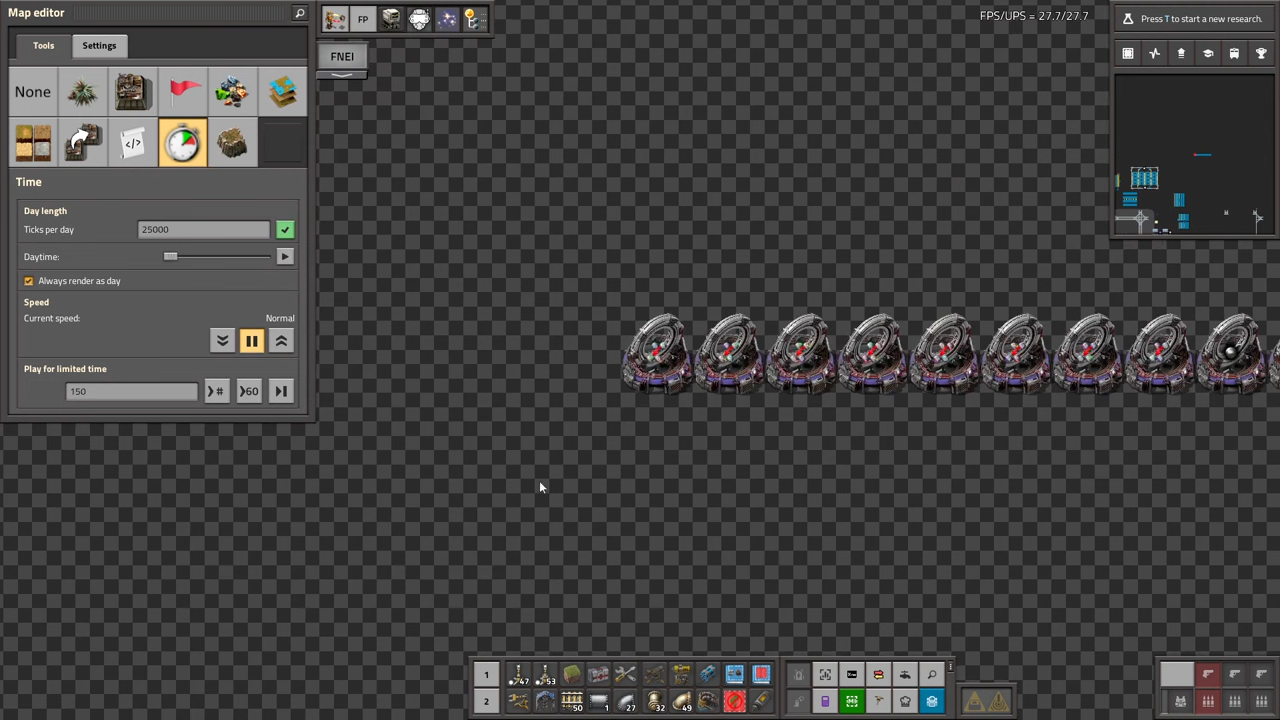 Map editor
FP
FPS/UPS = 27.7/27.7
Press T to start a new research.
Tools
Settings
FNEI
None
</>
Time
Day length
Ticks per day
25000
Daytime:
Always render as day
Speed
Current speed:
Normal
Play for limited time
150
#
60
1
47
53
2
50
1
27
32
49